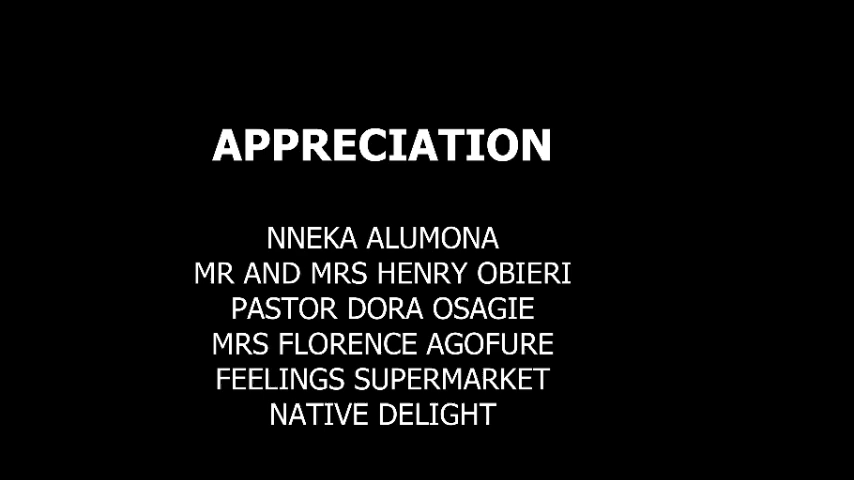 APPRECIATION
NNEKA ALUMONA
MR AND MRS HENRY OBIERI
PASTOR DORA OSAGIE
MRS FLORENCE AGOFURE
FEELINGS SUPERMARKET
NATIVE DELIGHT